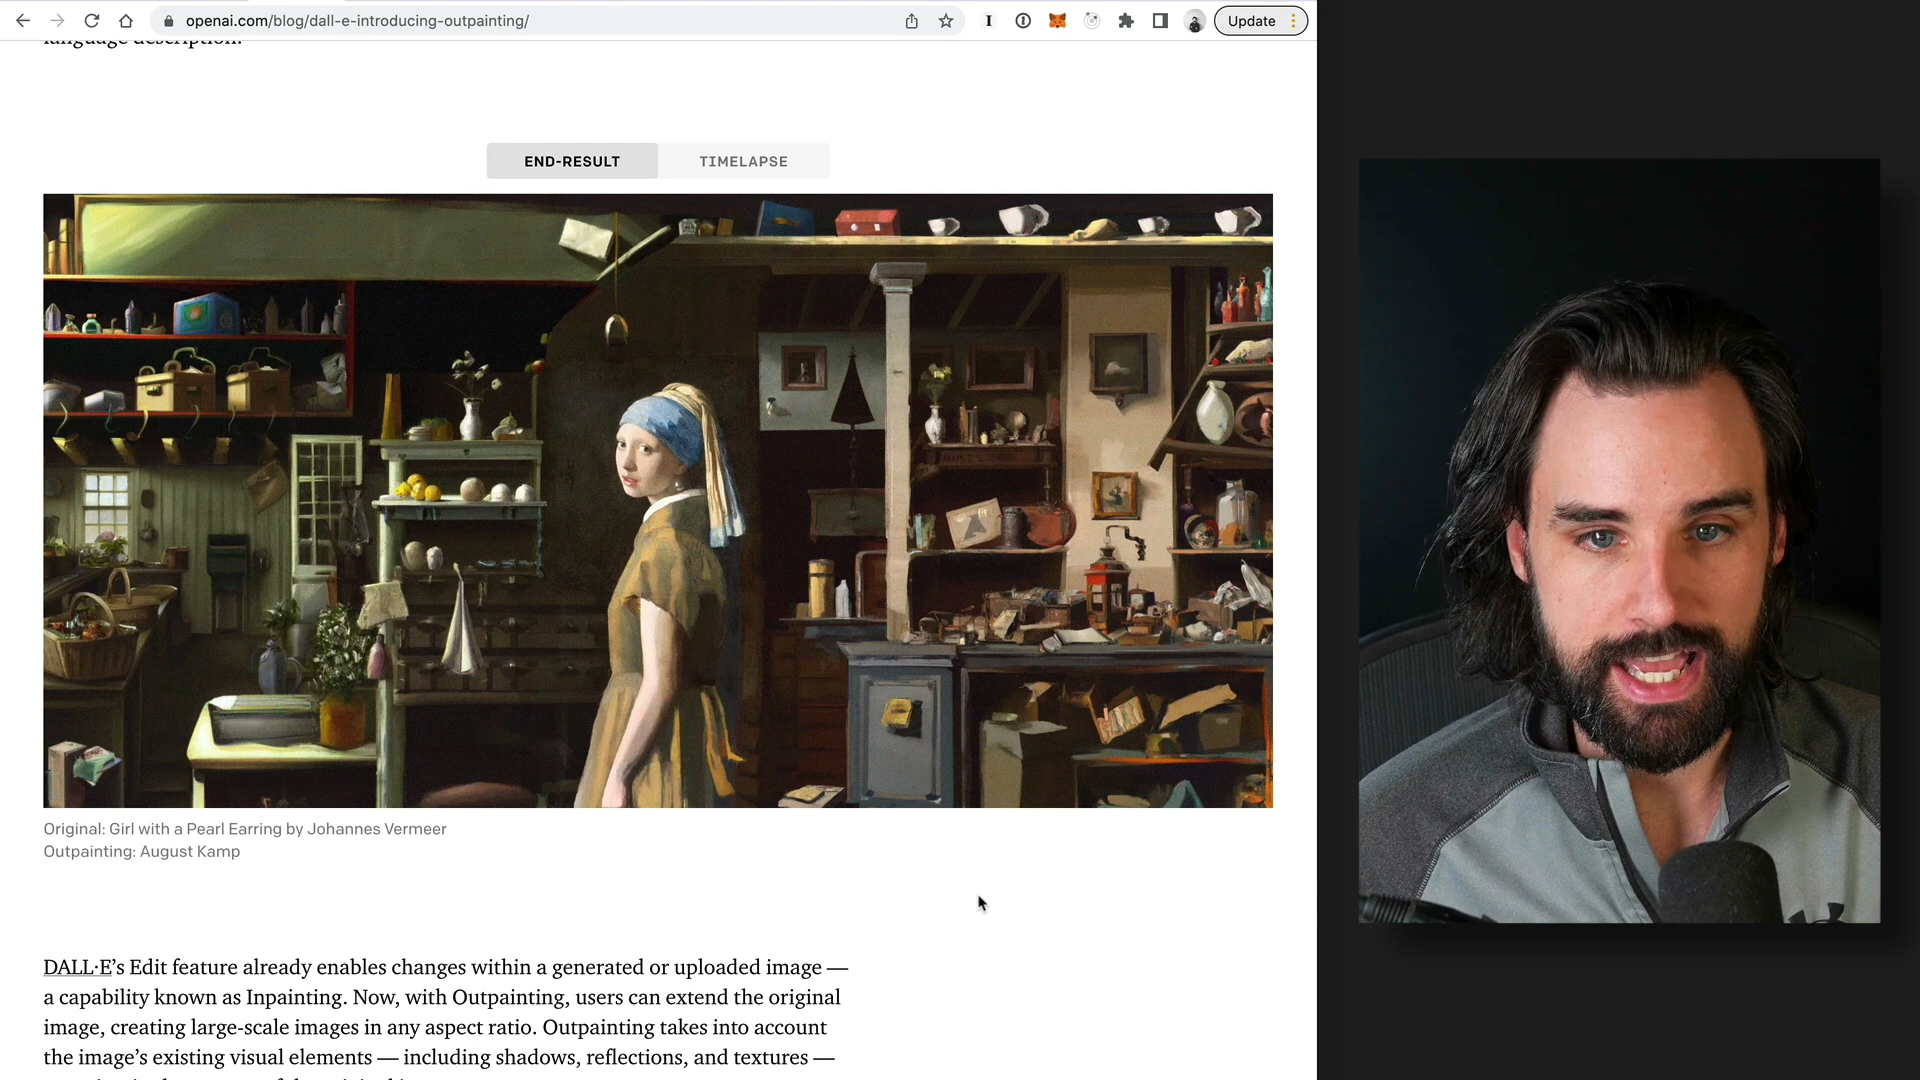 openai.com/blog/dall-e-introducing-outpainting/
Update
language description.
END-RESULT
TIMELAPSE
Original: Girl with a Pearl Earring by Johannes Vermeer
Outpainting: August Kamp
DALL·E’s Edit feature already enables changes within a generated or uploaded image —
a capability known as Inpainting. Now, with Outpainting, users can extend the original
image, creating large-scale images in any aspect ratio. Outpainting takes into account
the image’s existing visual elements — including shadows, reflections, and textures —